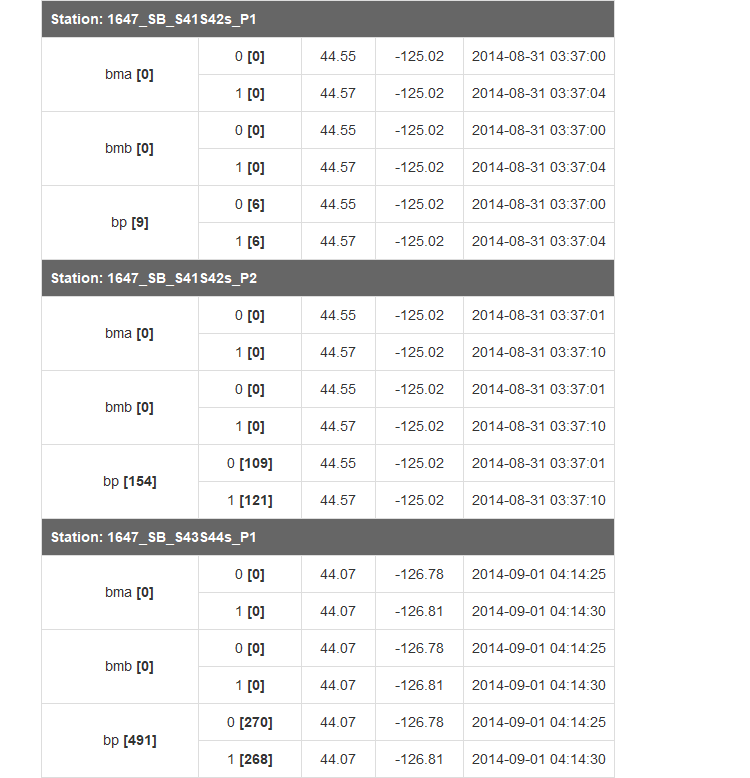 Station: 1647_SB_S41S42s_P1
bma [0]
0 [0] 44.55 -125.02 2014-08-31 03:37:00
1 [0] 44.57 -125.02 2014-08-31 03:37:04
bmb [0]
0 [0] 44.55 -125.02 2014-08-31 03:37:00
1 [0] 44.57 -125.02 2014-08-31 03:37:04
bp [9]
0 [6] 44.55 -125.02 2014-08-31 03:37:00
1 [6] 44.57 -125.02 2014-08-31 03:37:04
Station: 1647_SB_S41S42s_P2
bma [0]
0 [0] 44.55 -125.02 2014-08-31 03:37:01
1 [0] 44.57 -125.02 2014-08-31 03:37:10
bmb [0]
0 [0] 44.55 -125.02 2014-08-31 03:37:01
1 [0] 44.57 -125.02 2014-08-31 03:37:10
bp [154]
0 [109] 44.55 -125.02 2014-08-31 03:37:01
1 [121] 44.57 -125.02 2014-08-31 03:37:10
Station: 1647_SB_S43S44s_P1
bma [0]
0 [0] 44.07 -126.78 2014-09-01 04:14:25
1 [0] 44.07 -126.81 2014-09-01 04:14:30
bmb [0]
0 [0] 44.07 -126.78 2014-09-01 04:14:25
1 [0] 44.07 -126.81 2014-09-01 04:14:30
bp [491]
0 [270] 44.07 -126.78 2014-09-01 04:14:25
1 [268] 44.07 -126.81 2014-09-01 04:14:30